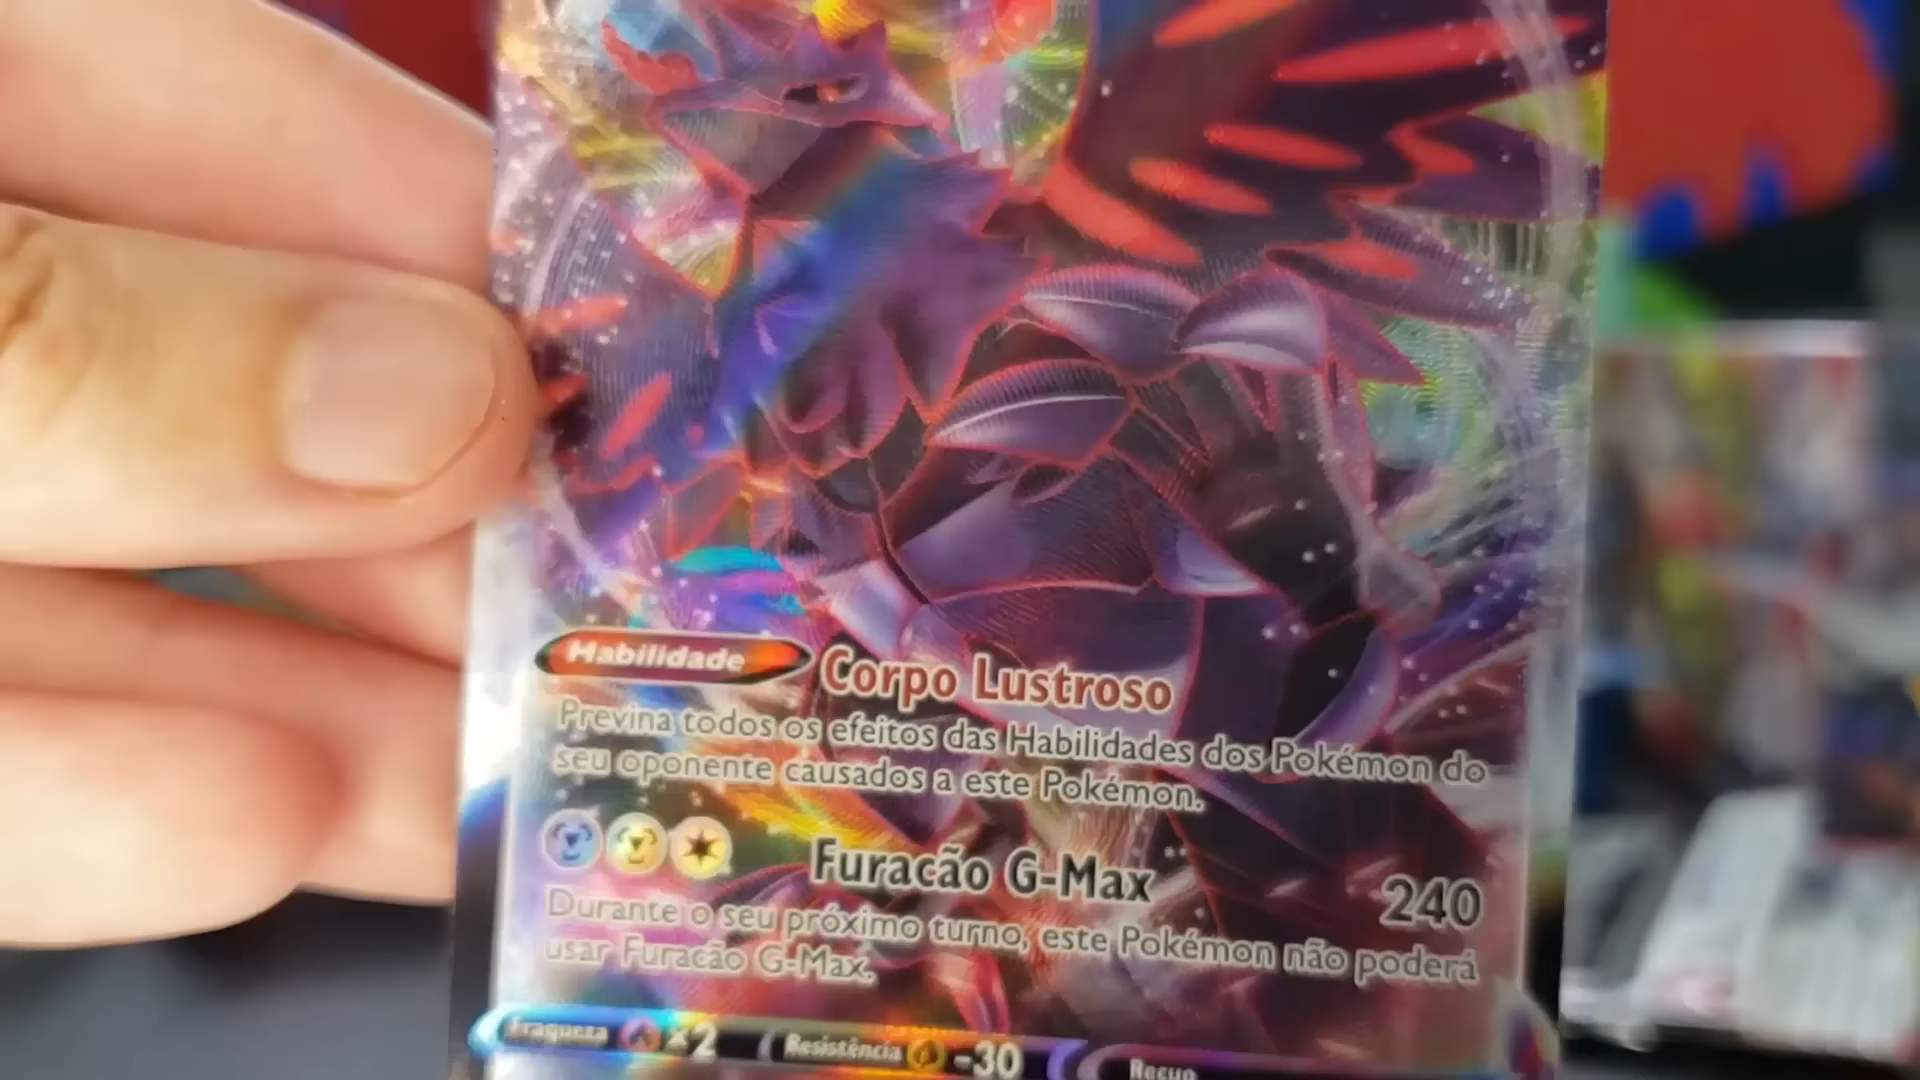 Habilidade Corpo Lustroso
Previna todos os efeitos das Habilidades dos Pokémon do
seu oponente causados a este Pokémon.
Furacão G-Max 240
Durante o seu próximo turno, este Pokémon não poderá
usar Furacão G-Max.
Fraqueza ×2 Resistência -30 Recuo